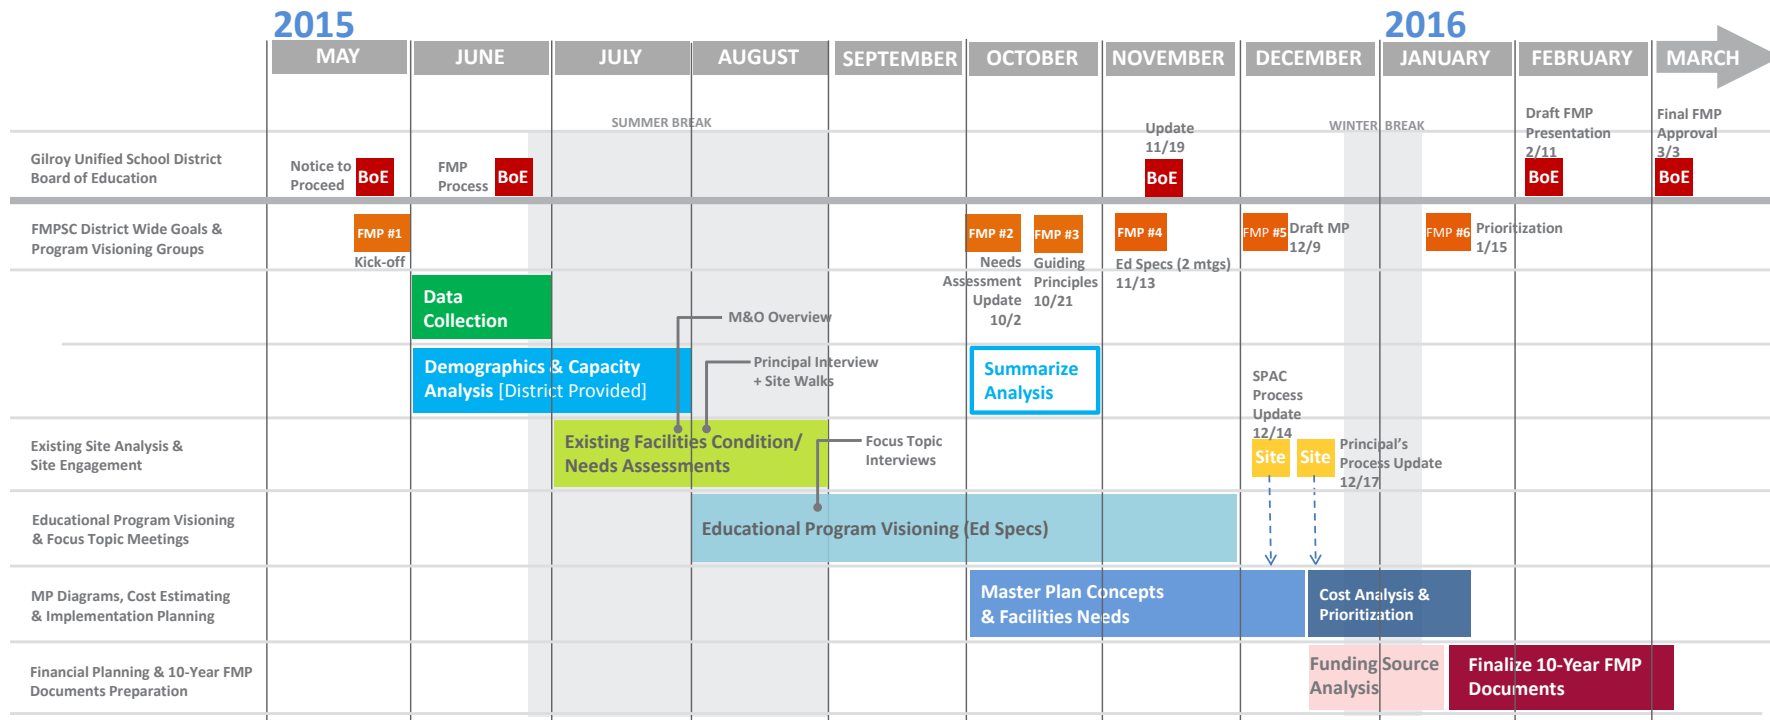 2015
2016
MAY
JUNE
JULY
AUGUST
SEPTEMBER
OCTOBER
NOVEMBER
DECEMBER
JANUARY
FEBRUARY
MARCH
SUMMER BREAK
WINTER BREAK
Gilroy Unified School District
Board of Education
Notice to
Proceed
BoE
FMP
Process
BoE
Update
11/19
BoE
Draft FMP
Presentation
2/11
BoE
Final FMP
Approval
3/3
BoE
FMPSC District Wide Goals &
Program Visioning Groups
FMP #1
Kick-off
FMP #2
Needs
Assessment
Update
10/2
FMP #3
Guiding
Principles
10/21
FMP #4
Ed Specs (2 mtgs)
11/13
FMP #5
Draft MP
12/9
FMP #6
Prioritization
1/15
Data
Collection
M&O Overview
Demographics & Capacity
Analysis [District Provided]
Principal Interview
+ Site Walks
Summarize
Analysis
SPAC
Process
Update
12/14
Existing Site Analysis &
Site Engagement
Existing Facilities Condition/
Needs Assessments
Focus Topic
Interviews
Site
Site
Principal's
Process Update
12/17
Educational Program Visioning
& Focus Topic Meetings
Educational Program Visioning (Ed Specs)
MP Diagrams, Cost Estimating
& Implementation Planning
Master Plan Concepts
& Facilities Needs
Cost Analysis &
Prioritization
Financial Planning & 10-Year FMP
Documents Preparation
Funding Source
Analysis
Finalize 10-Year FMP
Documents